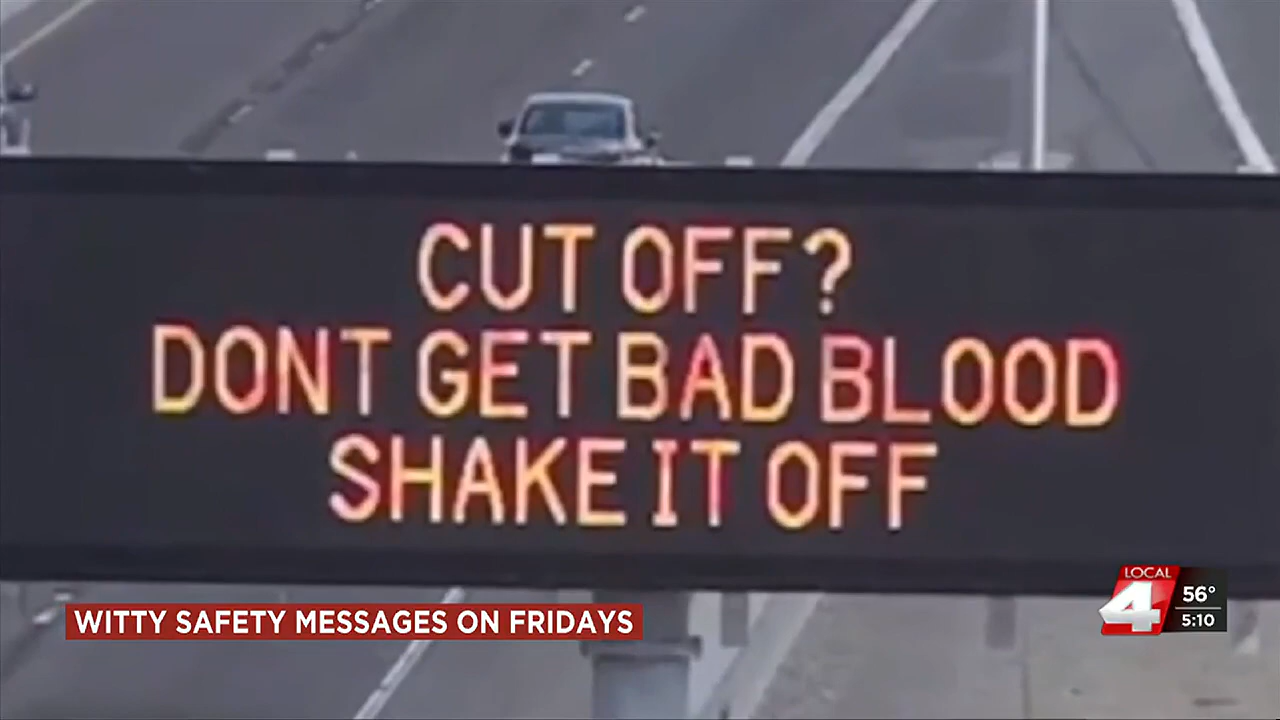 CUT OFF?
DONT GET BAD BLOOD
SHAKE IT OFF
WITTY SAFETY MESSAGES ON FRIDAYS
LOCAL
4
56°
5:10